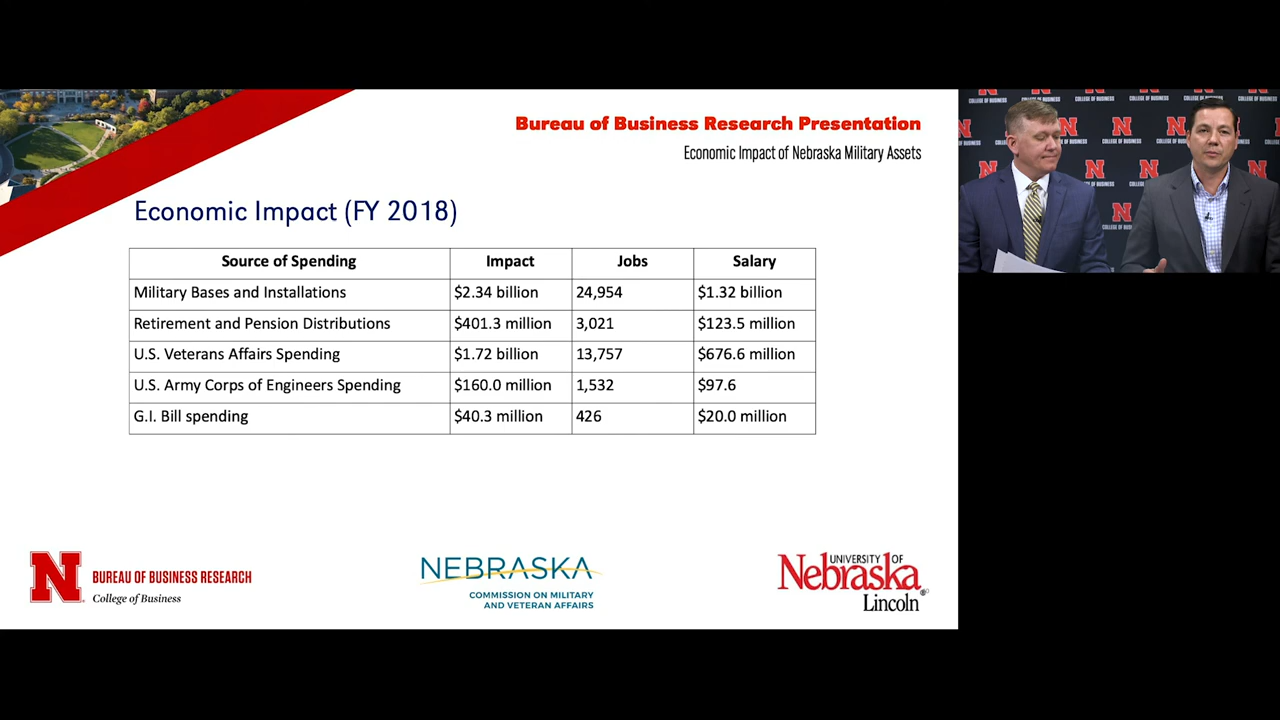 Bureau of Business Research Presentation
Economic Impact of Nebraska Military Assets
Economic Impact (FY 2018)
Source of Spending Impact Jobs Salary
Military Bases and Installations $2.34 billion 24,954 $1.32 billion
Retirement and Pension Distributions $401.3 million 3,021 $123.5 million
U.S. Veterans Affairs Spending $1.72 billion 13,757 $676.6 million
U.S. Army Corps of Engineers Spending $160.0 million 1,532 $97.6
G.I. Bill spending $40.3 million 426 $20.0 million
N
BUREAU OF BUSINESS RESEARCH
College of Business
NEBRASKA
COMMISSION ON MILITARY
AND VETERAN AFFAIRS
UNIVERSITY OF
Nebraska
Lincoln
COLLEGE OF BUSINESS
N